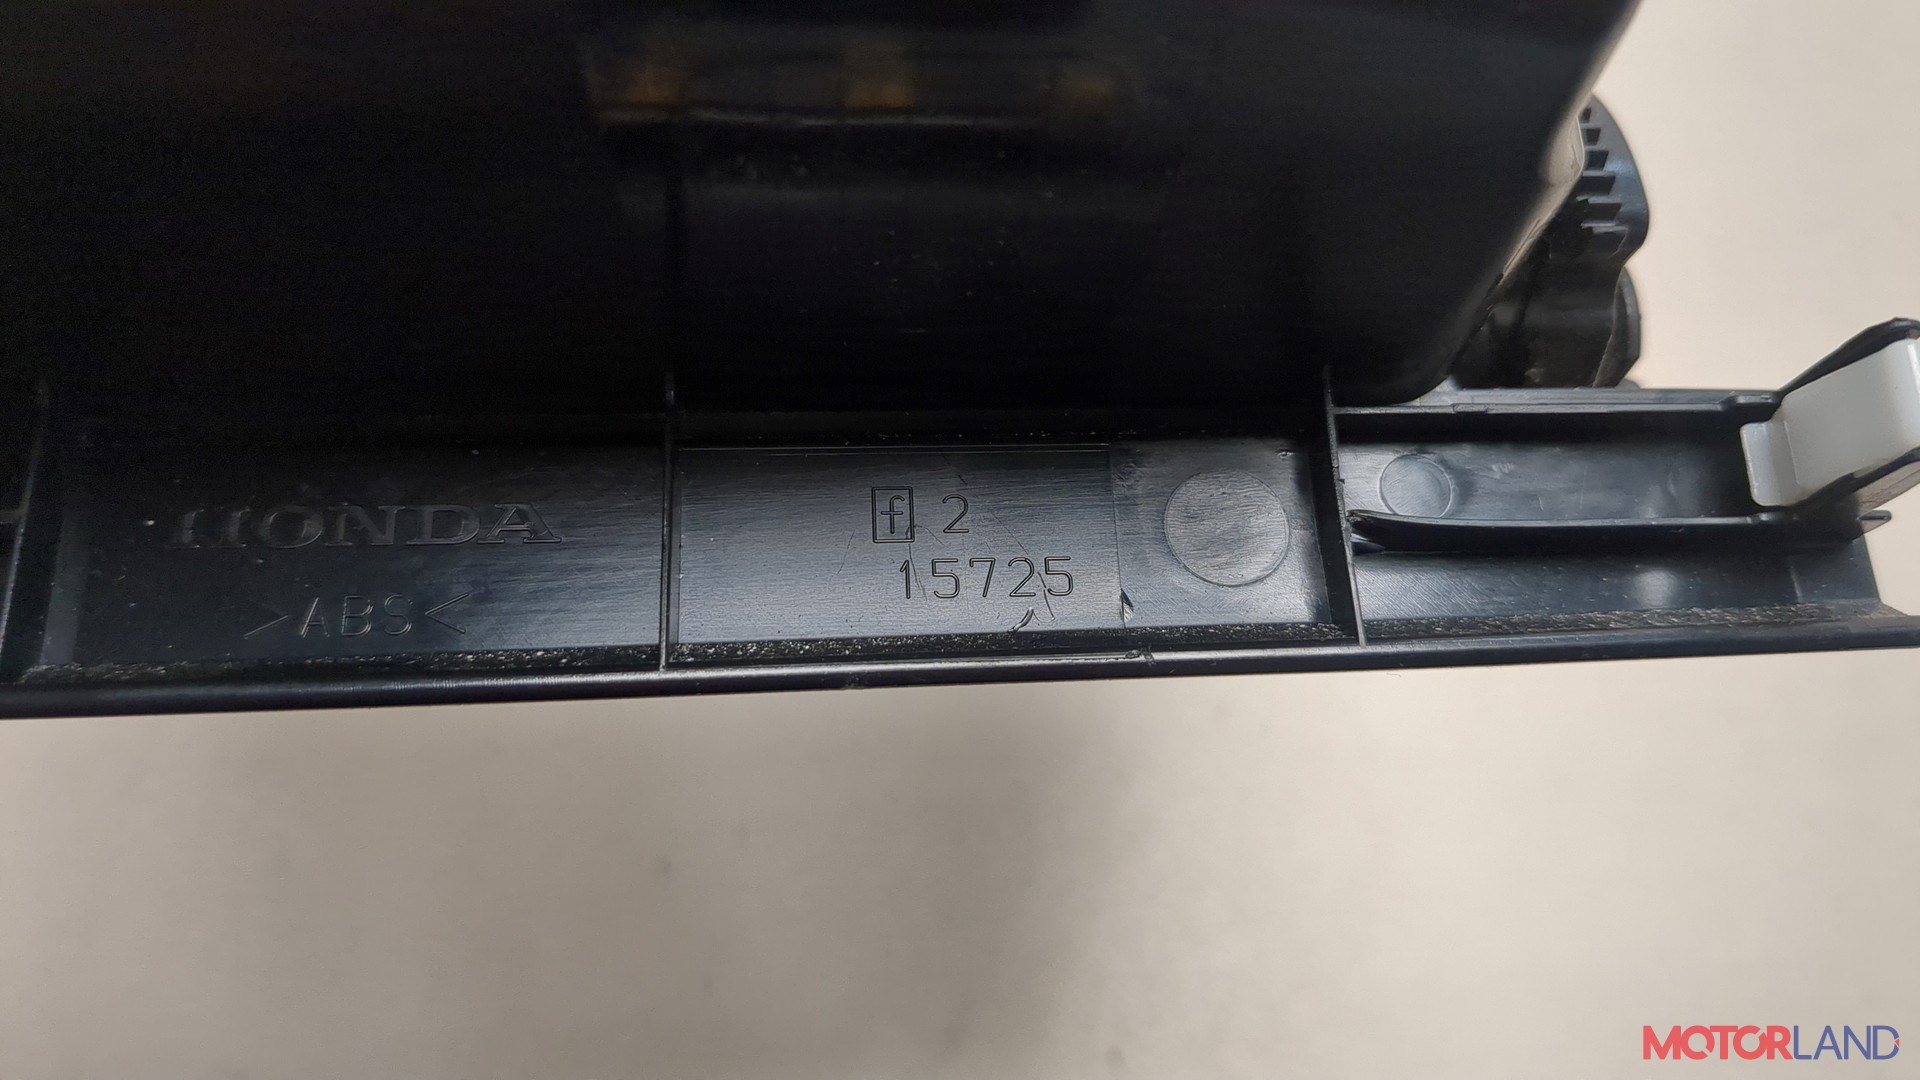 HONDA
>ABS<
f 2
15725
MOTORLAND